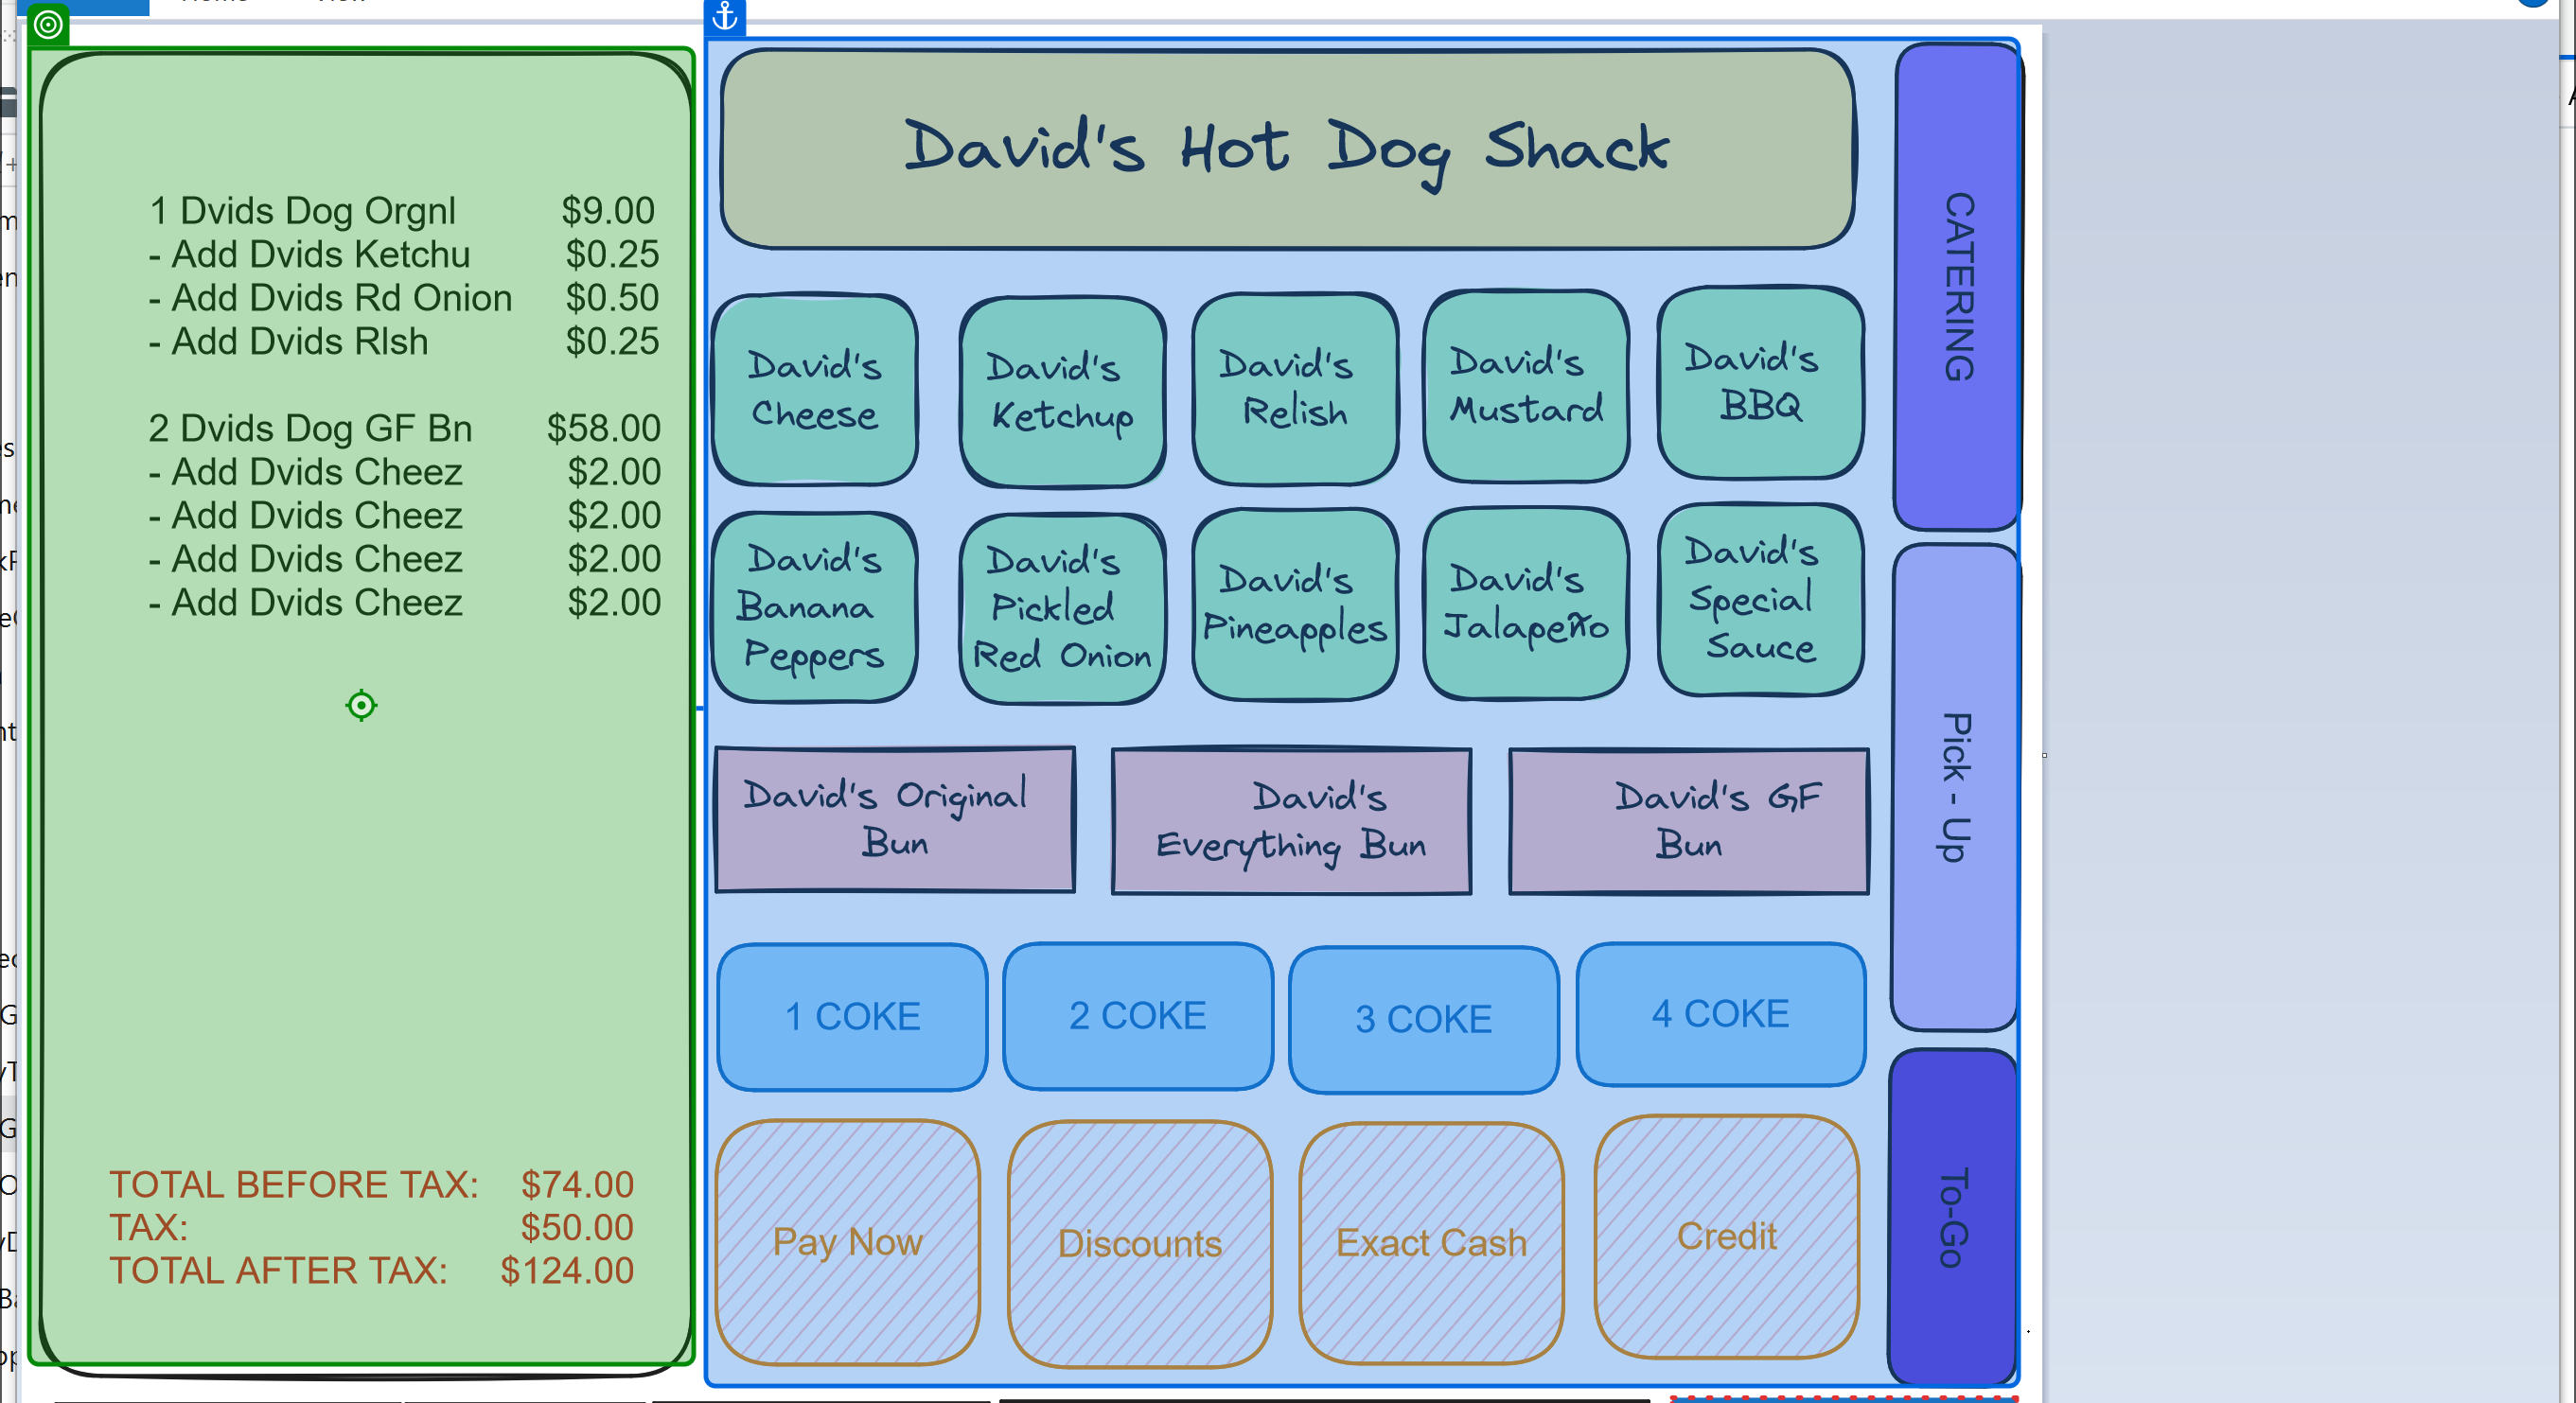 1 Dvids Dog Orgnl $9.00
- Add Dvids Ketchu $0.25
- Add Dvids Rd Onion $0.50
- Add Dvids Rlsh $0.25
2 Dvids Dog GF Bn $58.00
- Add Dvids Cheez $2.00
- Add Dvids Cheez $2.00
- Add Dvids Cheez $2.00
- Add Dvids Cheez $2.00
TOTAL BEFORE TAX: $74.00
TAX: $50.00
TOTAL AFTER TAX: $124.00
David's Hot Dog Shack
David's
Cheese
David's
Ketchup
David's
Relish
David's
Mustard
David's
BBQ
David's
Banana
Peppers
David's
Pickled
Red Onion
David's
Pineapples
David's
Jalapeño
David's
Special
Sauce
David's Original
Bun
David's
Everything Bun
David's GF
Bun
1 COKE
2 COKE
3 COKE
4 COKE
Pay Now
Discounts
Exact Cash
Credit
CATERING
Pick - Up
To-Go